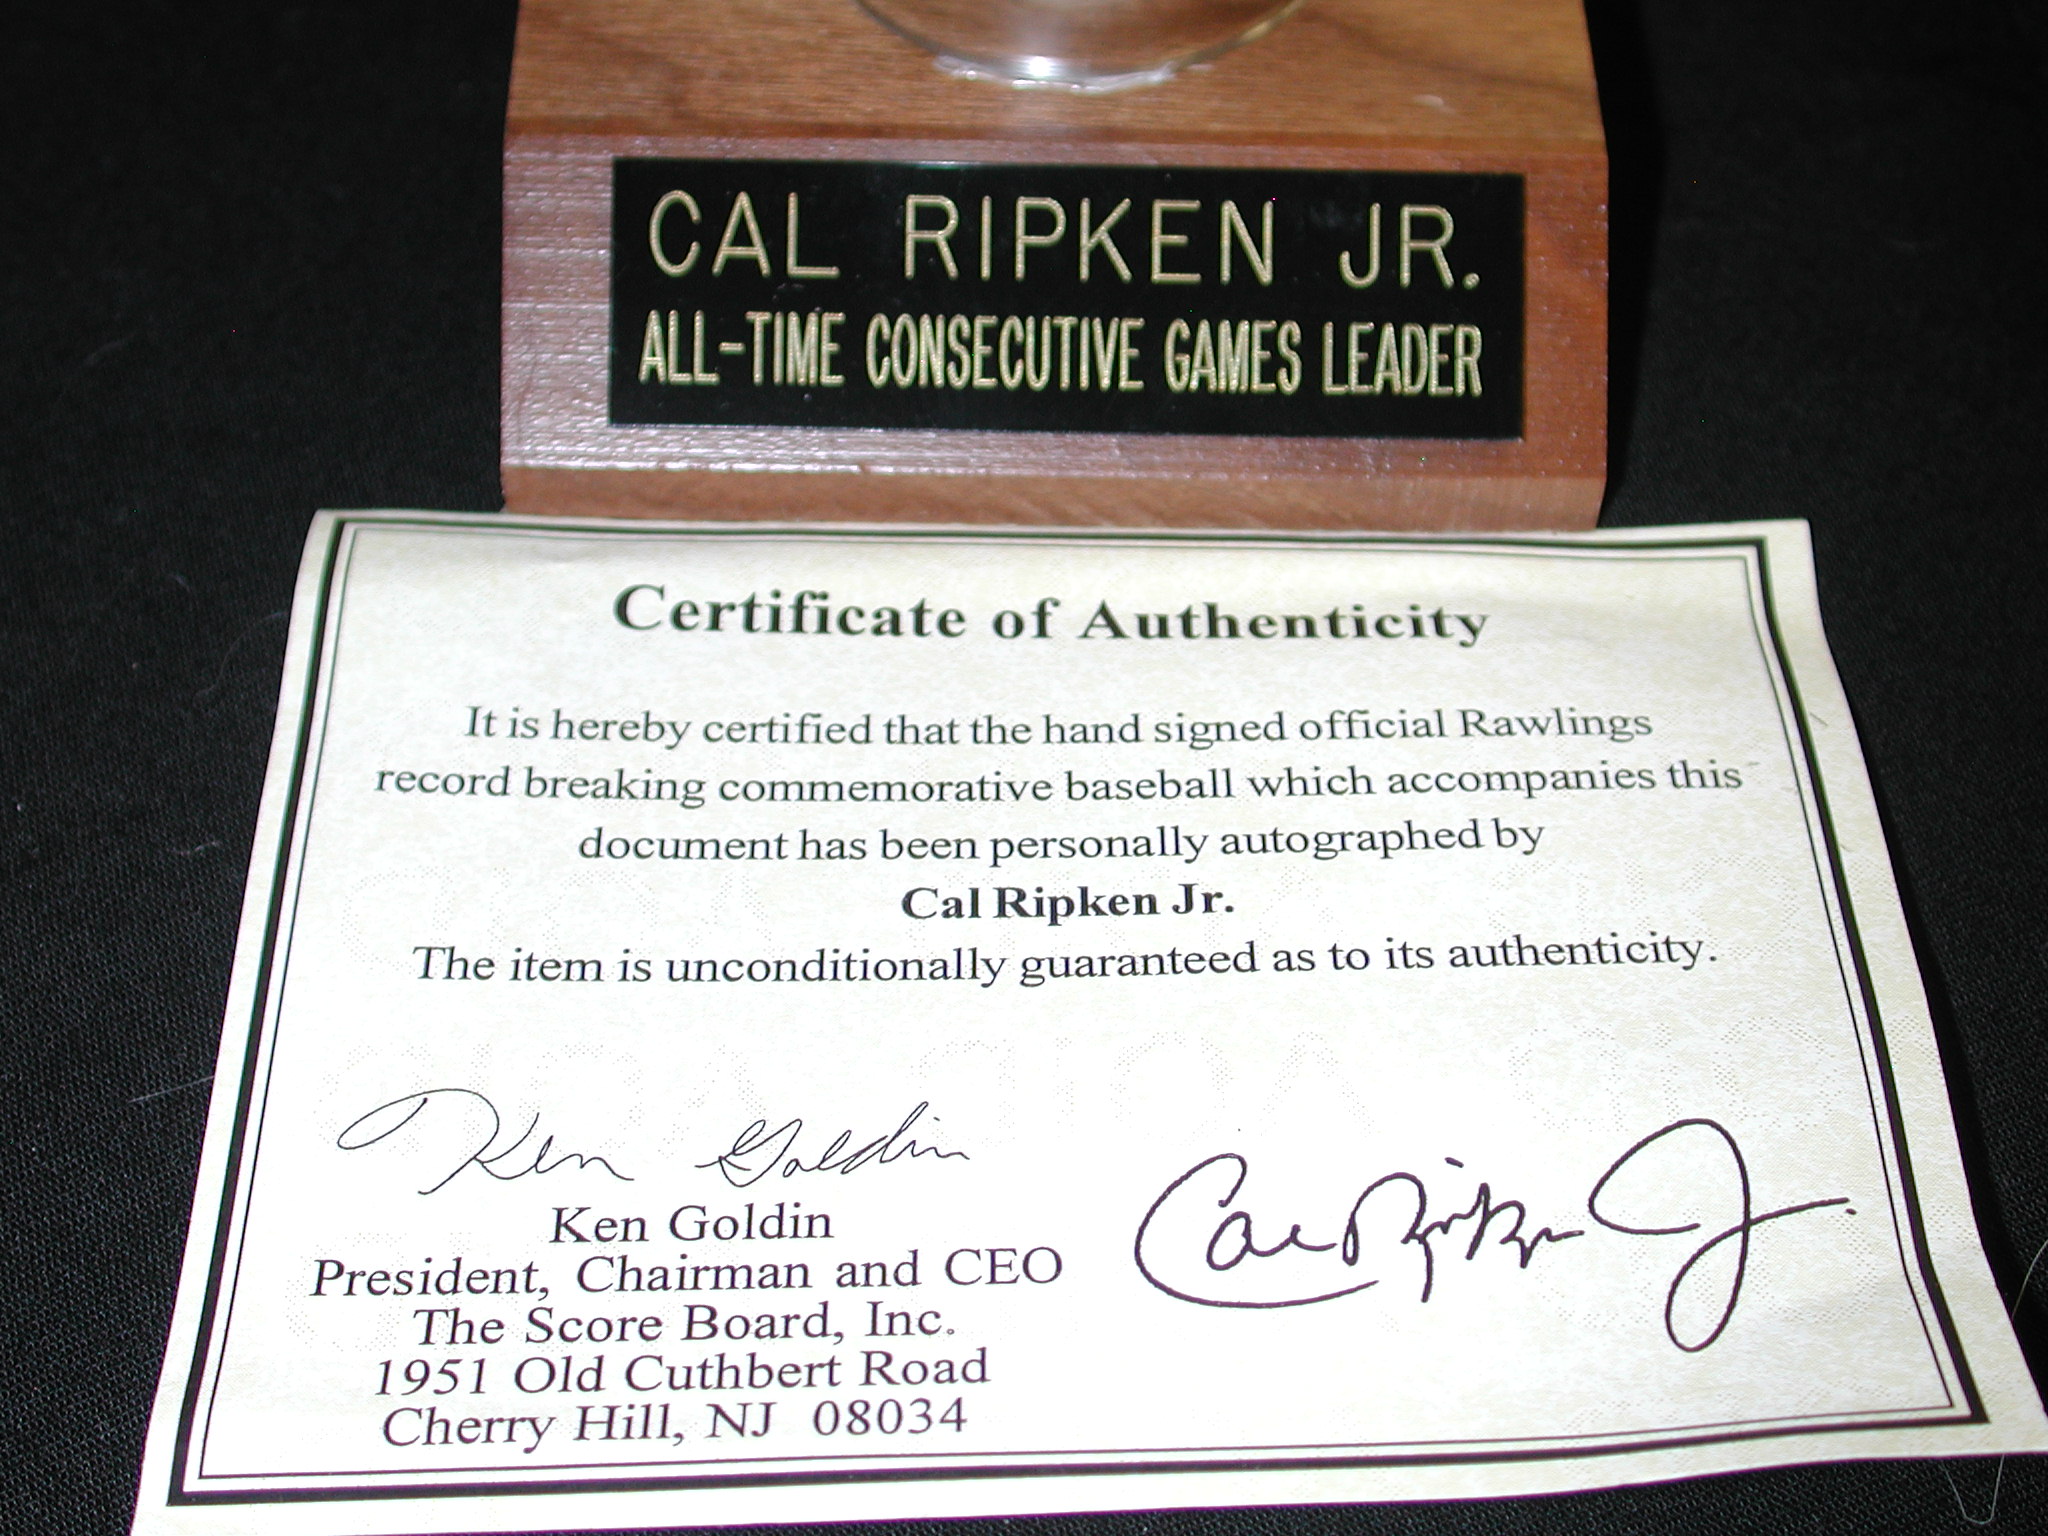 CAL RIPKEN JR.
ALL-TIME CONSECUTIVE GAMES LEADER
Certificate of Authenticity
It is hereby certified that the hand signed official Rawlings
record breaking commemorative baseball which accompanies this
document has been personally autographed by
Cal Ripken Jr.
The item is unconditionally guaranteed as to its authenticity.
Ken Goldin
Ken Goldin
President, Chairman and CEO
The Score Board, Inc.
1951 Old Cuthbert Road
Cherry Hill, NJ 08034
Cal Ripken Jr.